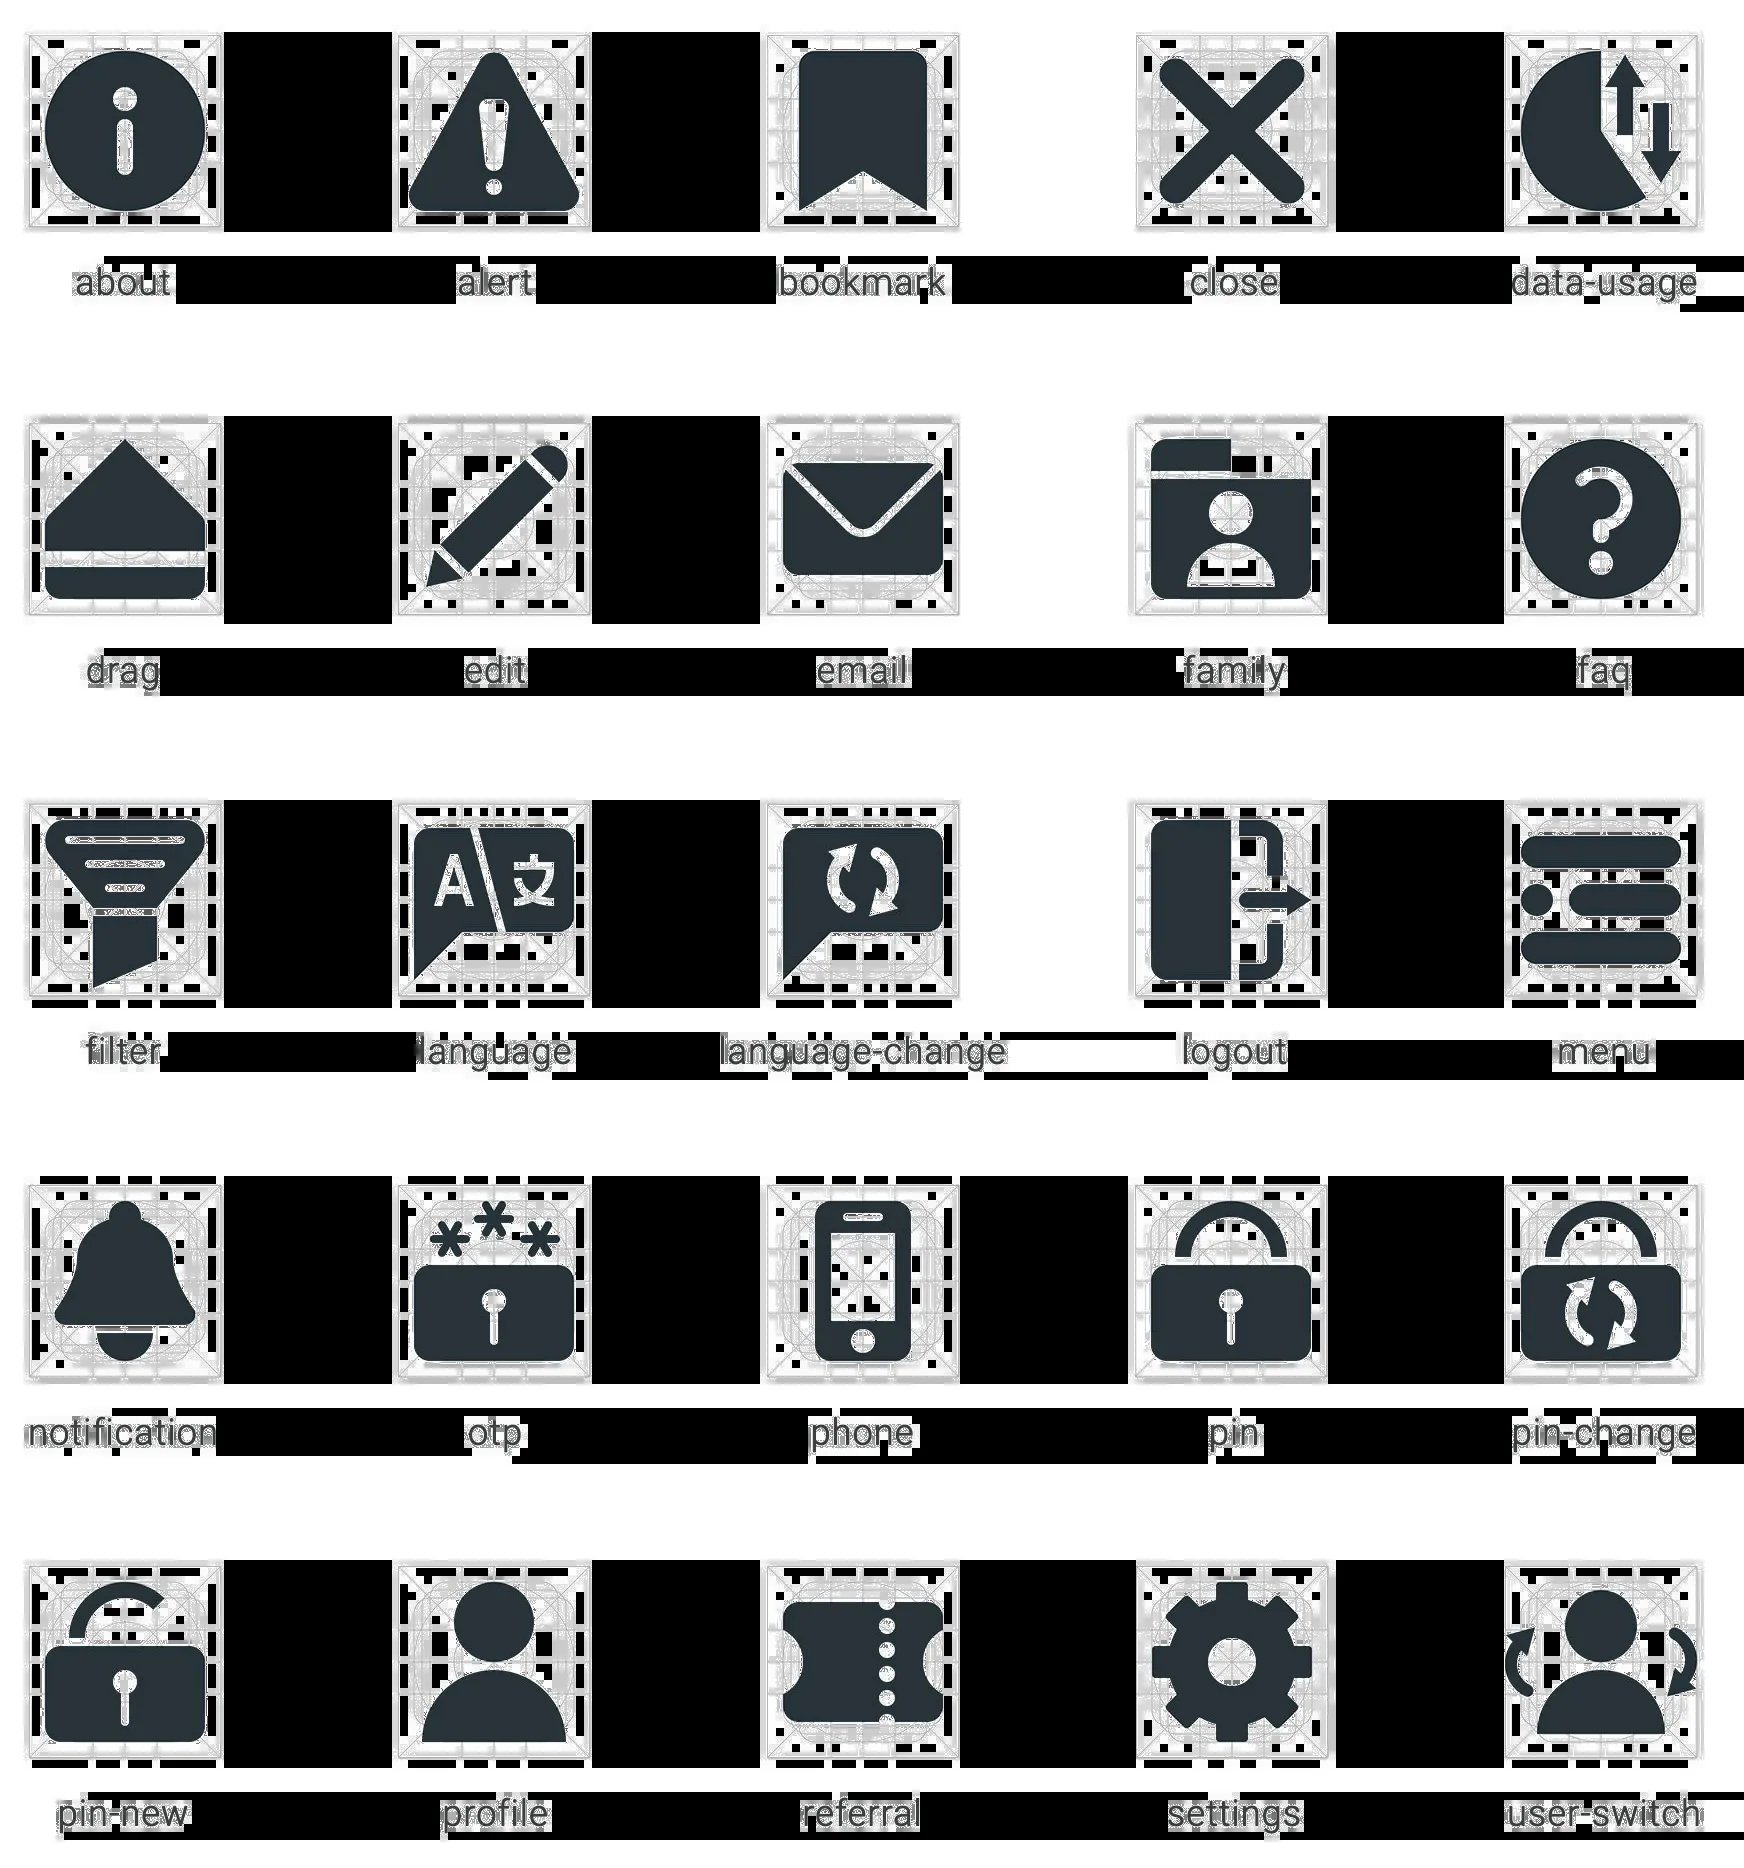 about alert bookmark close data-usage
drag edit email family faq
A 文
filter language language-change logout menu
notification otp phone pin pin-change
pin-new profile referral settings user-switch